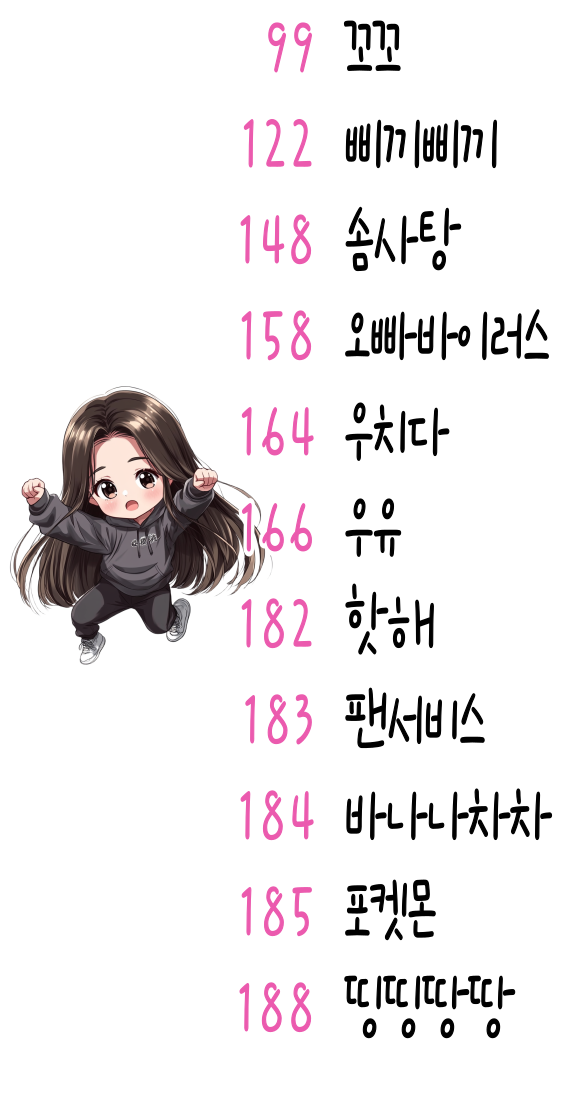 99 꼬꼬
122 삐끼삐끼
148 솜사탕
158 오빠바이러스
164 우치다
166 우유
182 핫해
183 팬서비스
184 바나나차차
185 포켓몬
188 띵띵땅땅